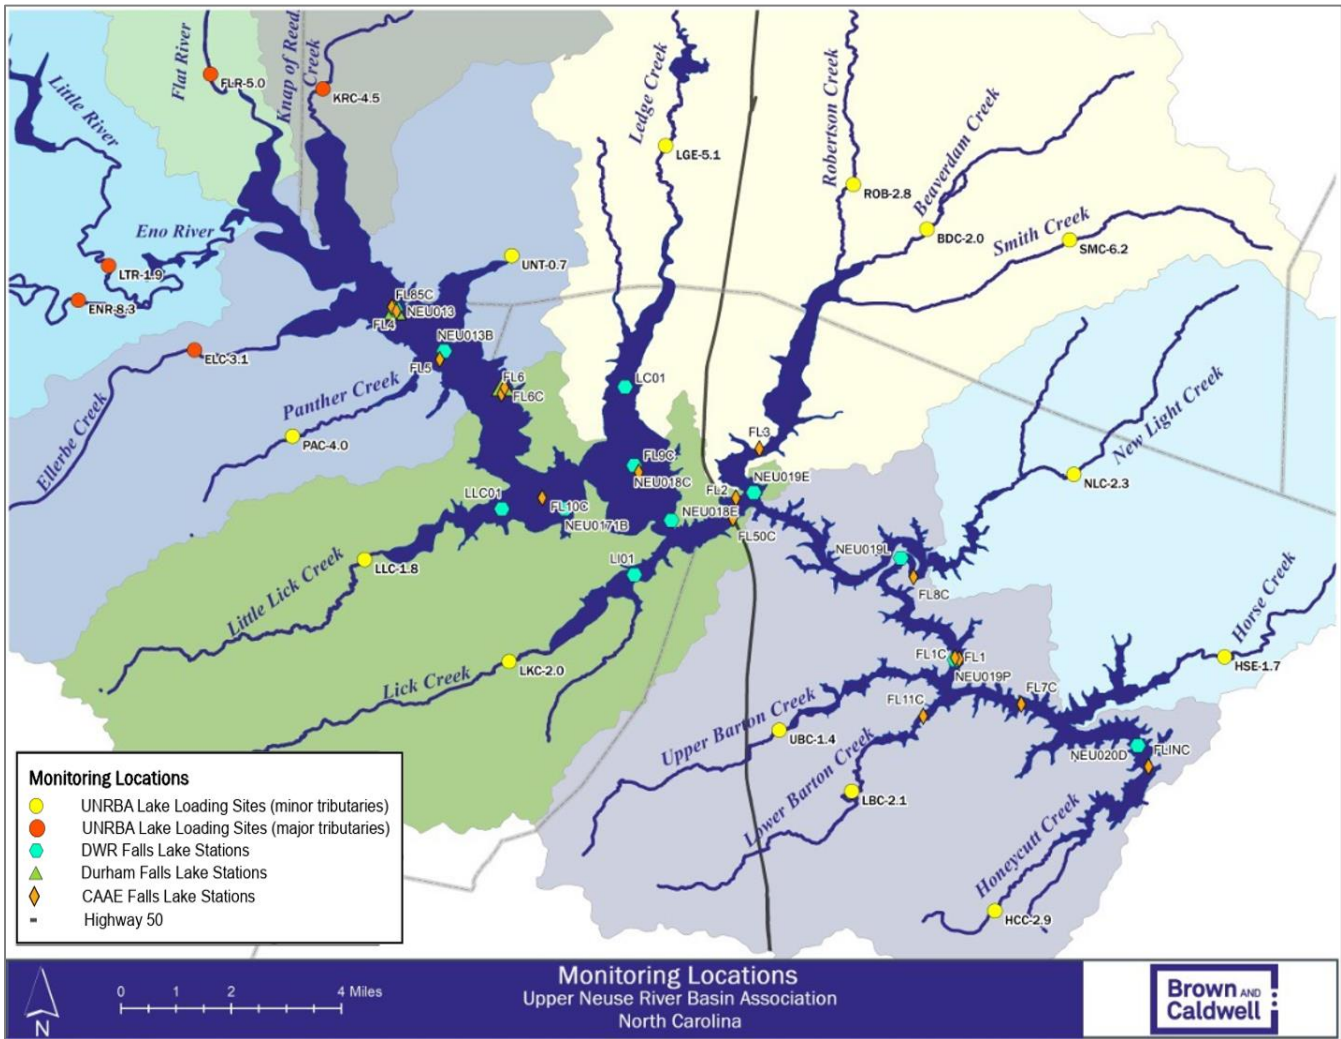 Flat River
Knap of Reeds
Creek
Little River
Ledge Creek
Robertson Creek
Beaverdam Creek
Smith Creek
Eno River
FLR-5.0
KRC-4.5
LGE-5.1
ROB-2.8
BDC-2.0
SMC-6.2
UNT-0.7
LTR-1.9
ENR-8.3
FL85C
NEU013
FL4
NEU013B
FL5
ELC-3.1
FL6
FL6C
LC01
Panther Creek
PAC-4.0
Ellerbe Creek
New Light Creek
NLC-2.3
FL3
FL9C
NEU018C
NEU019E
FL2
LLC01
FL10C
NEU0171B
NEU018E
FL50C
LI01
NEU019L
FL8C
LLC-1.8
Little Lick Creek
Horse Creek
HSE-1.7
FL1C
FL1
NEU019P
LKC-2.0
Lick Creek
FL7C
FL11C
Upper Barton Creek
UBC-1.4
NEU020D
FLINC
Lower Barton Creek
LBC-2.1
Honeycutt Creek
HCC-2.9
Monitoring Locations
UNRBA Lake Loading Sites (minor tributaries)
UNRBA Lake Loading Sites (major tributaries)
DWR Falls Lake Stations
Durham Falls Lake Stations
CAAE Falls Lake Stations
Highway 50
N
0 1 2 4 Miles
Monitoring Locations
Upper Neuse River Basin Association
North Carolina
Brown AND
Caldwell